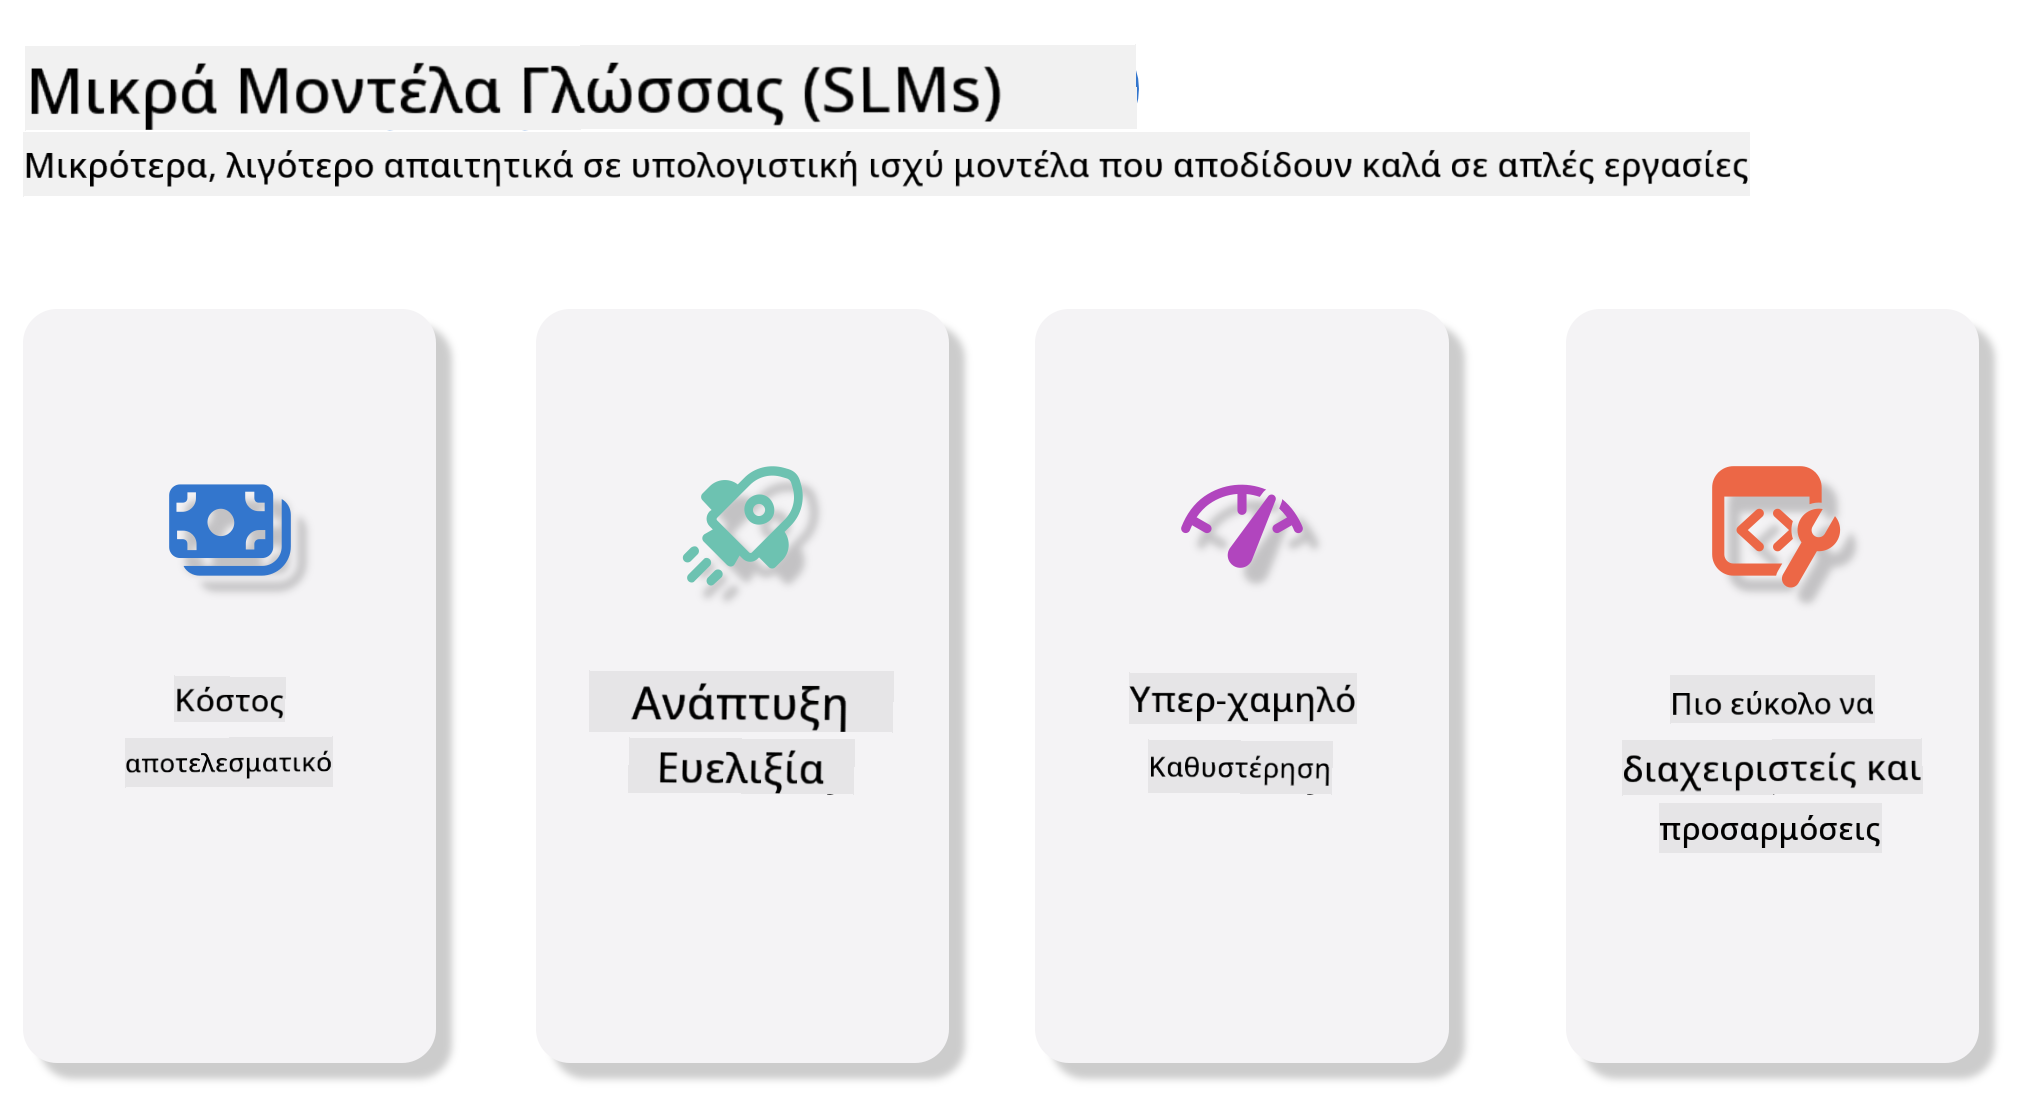 Μικρά Μοντέλα Γλώσσας (SLMs)
Μικρότερα, λιγότερο απαιτητικά σε υπολογιστική ισχύ μοντέλα που αποδίδουν καλά σε απλές εργασίες
Κόστος
αποτελεσματικό
Ανάπτυξη
Ευελιξία
Υπερ-χαμηλό
Καθυστέρηση
Πιο εύκολο να
διαχειριστείς και
προσαρμόσεις